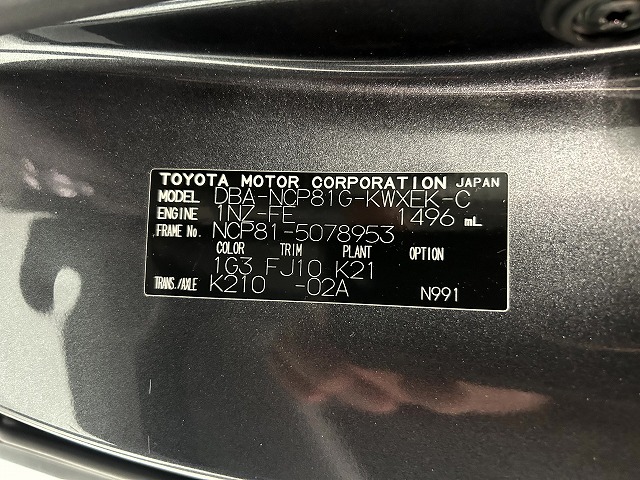 TOYOTA MOTOR CORPORATION JAPAN
MODEL DBA-NCP81G-KWXEK-C
ENGINE 1NZ-FE 1496 mL
FRAME No. NCP81-5078953
COLOR TRIM PLANT OPTION
1G3 FJ10 K21
TRANS./AXLE K210 -02A N991